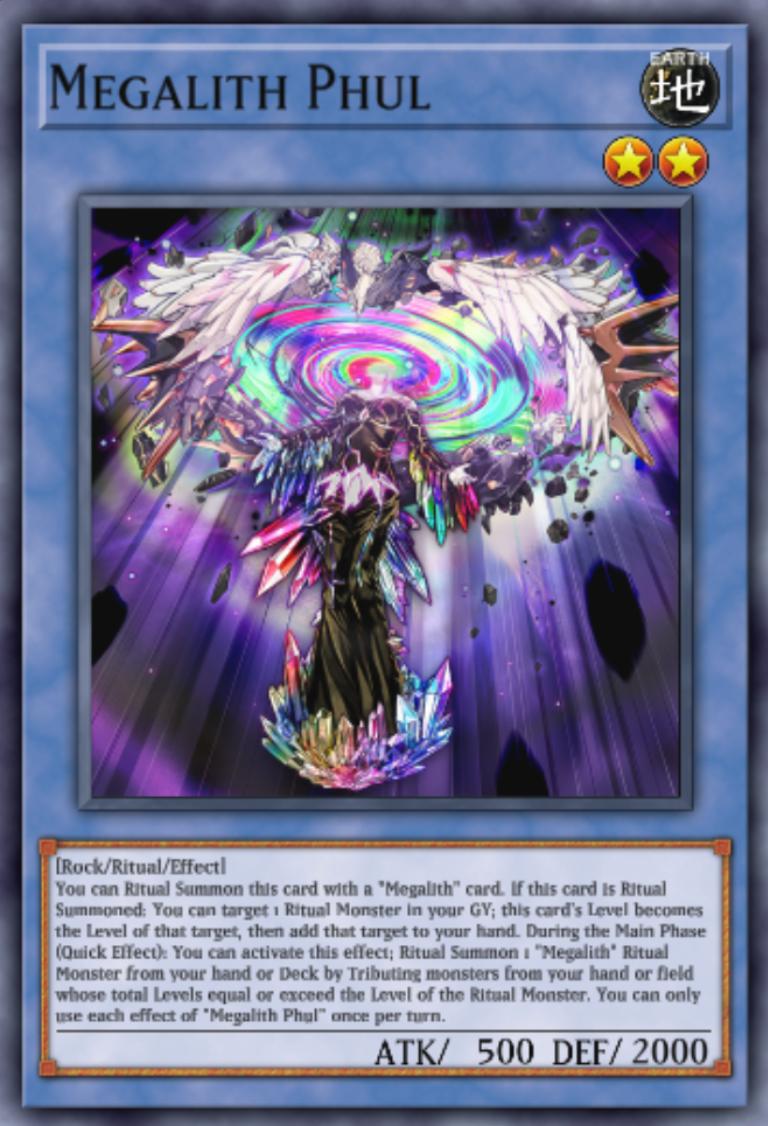 Megalith Phul
EARTH
地
[Rock/Ritual/Effect]
You can Ritual Summon this card with a "Megalith" card. If this card is Ritual
Summoned: You can target 1 Ritual Monster in your GY; this card's Level becomes
the Level of that target, then add that target to your hand. During the Main Phase
(Quick Effect): You can activate this effect; Ritual Summon 1 "Megalith" Ritual
Monster from your hand or Deck by Tributing monsters from your hand or field
whose total Levels equal or exceed the Level of the Ritual Monster. You can only
use each effect of "Megalith Phul" once per turn.
ATK/ 500 DEF/ 2000